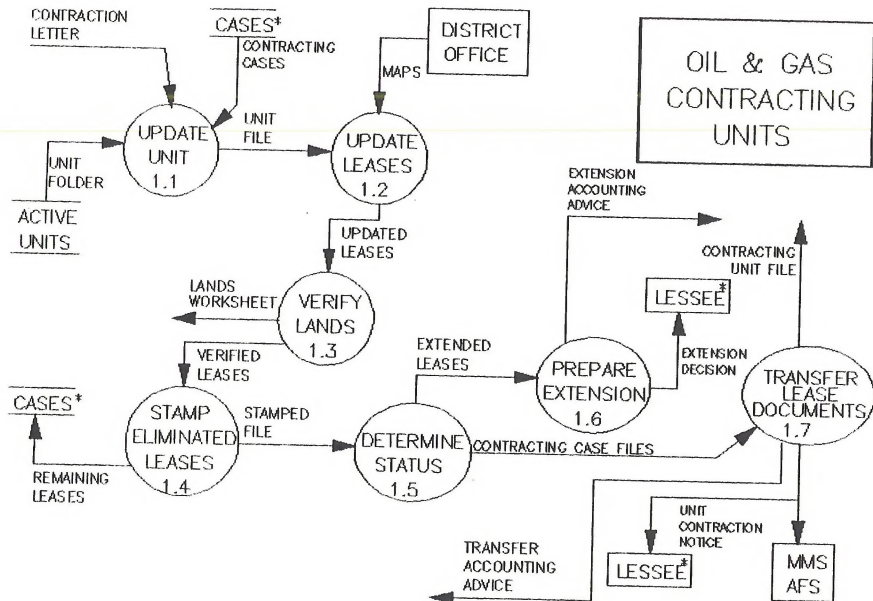 CONTRACTION
LETTER
CASES*
CONTRACTING
CASES
DISTRICT
OFFICE
MAPS
OIL & GAS
CONTRACTING
UNITS
UPDATE
UNIT
1.1
UNIT
FILE
UPDATE
LEASES
1.2
UNIT
FOLDER
ACTIVE
UNITS
EXTENSION
ACCOUNTING
ADVICE
UPDATED
LEASES
CONTRACTING
UNIT FILE
LANDS
WORKSHEET
VERIFY
LANDS
1.3
LESSEE*
VERIFIED
LEASES
EXTENDED
LEASES
PREPARE
EXTENSION
1.6
EXTENSION
DECISION
TRANSFER
LEASE
DOCUMENTS
1.7
CASES*
STAMP
ELIMINATED
LEASES
1.4
STAMPED
FILE
DETERMINE
STATUS
1.5
CONTRACTING CASE FILES
REMAINING
LEASES
UNIT
CONTRACTION
NOTICE
TRANSFER
ACCOUNTING
ADVICE
LESSEE*
MMS
AFS